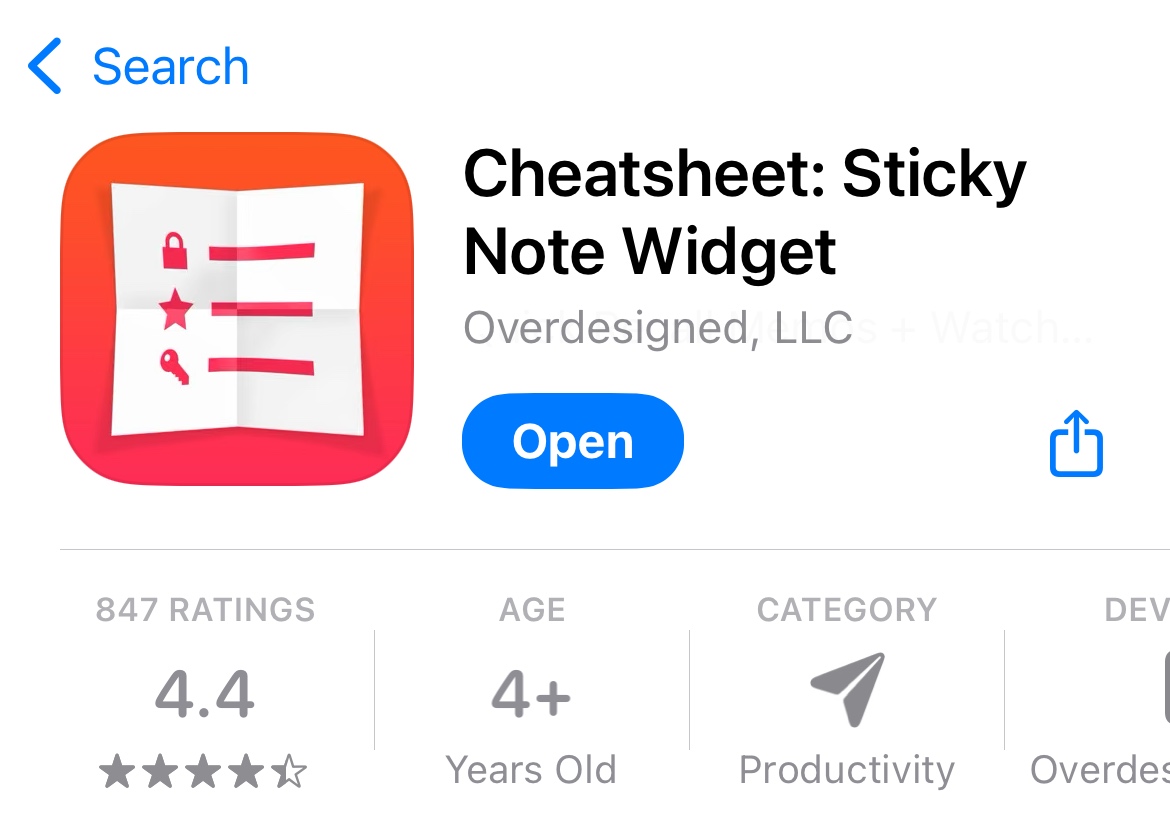 Search
Cheatsheet: Sticky
Note Widget
Overdesigned, LLC
+ Watch...
Open
847 RATINGS
AGE
CATEGORY
DEV
4.4
4+
Years Old
Productivity
Overdes